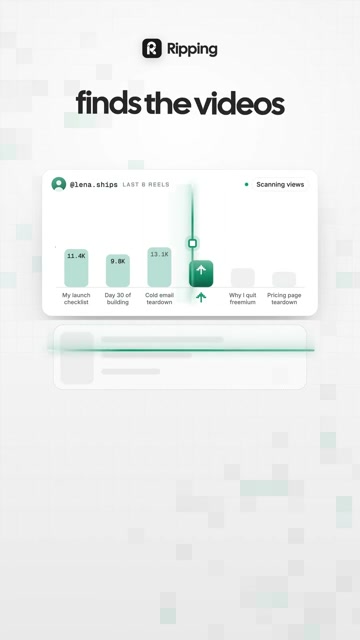 Ripping
finds the videos
@lena.ships LAST 8 REELS
Scanning views
11.4K
9.8K
13.1K
My launch checklist
Day 30 of building
Cold email teardown
Why I quit freemium
Pricing page teardown